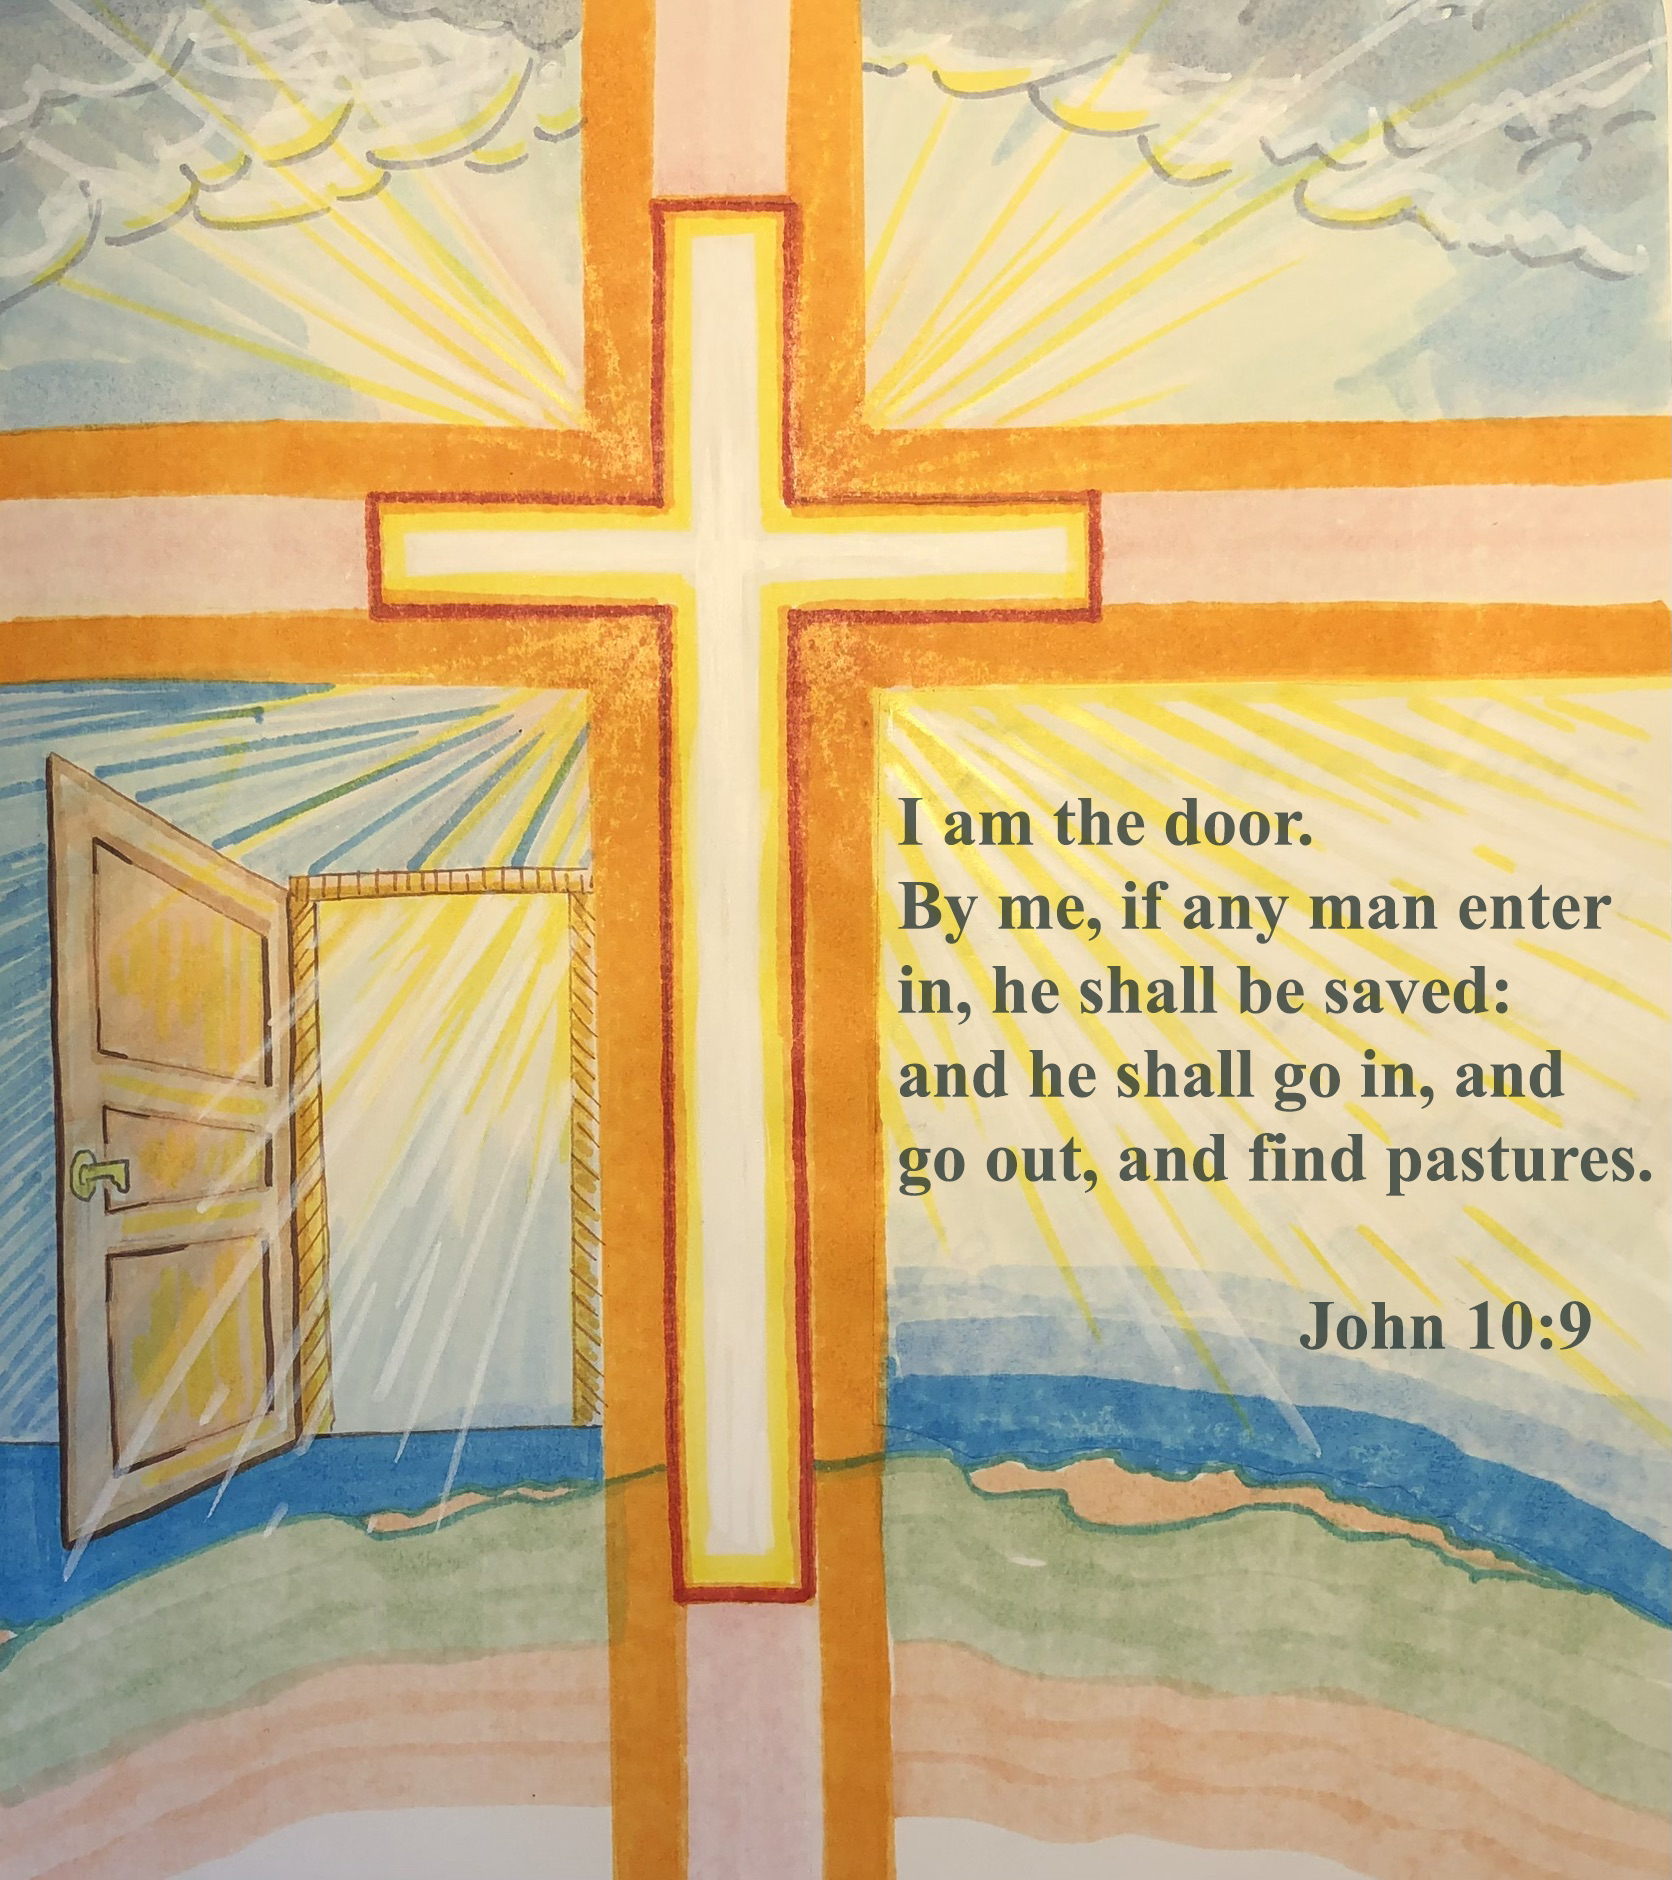 I am the door.
By me, if any man enter
in, he shall be saved:
and he shall go in, and
go out, and find pastures.
John 10:9